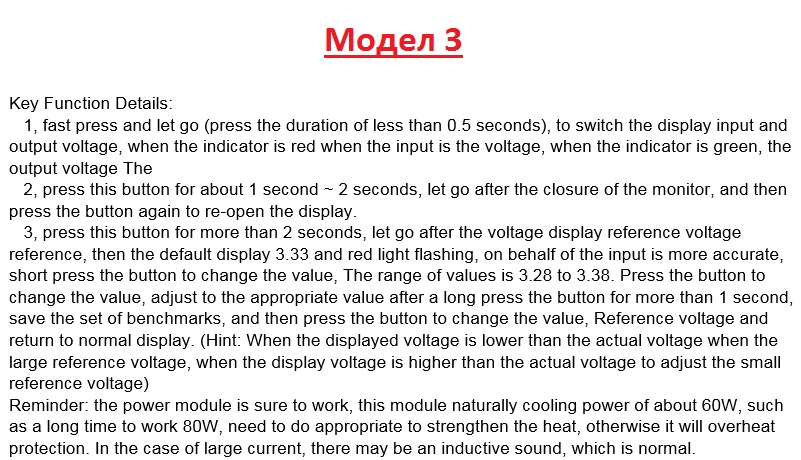 Модел 3
Key Function Details:
1, fast press and let go (press the duration of less than 0.5 seconds), to switch the display input and
output voltage, when the indicator is red when the input is the voltage, when the indicator is green, the
output voltage The
2, press this button for about 1 second ~ 2 seconds, let go after the closure of the monitor, and then
press the button again to re-open the display.
3, press this button for more than 2 seconds, let go after the voltage display reference voltage
reference, then the default display 3.33 and red light flashing, on behalf of the input is more accurate,
short press the button to change the value, The range of values is 3.28 to 3.38. Press the button to
change the value, adjust to the appropriate value after a long press the button for more than 1 second,
save the set of benchmarks, and then press the button to change the value, Reference voltage and
return to normal display. (Hint: When the displayed voltage is lower than the actual voltage when the
large reference voltage, when the display voltage is higher than the actual voltage to adjust the small
reference voltage)
Reminder: the power module is sure to work, this module naturally cooling power of about 60W, such
as a long time to work 80W, need to do appropriate to strengthen the heat, otherwise it will overheat
protection. In the case of large current, there may be an inductive sound, which is normal.